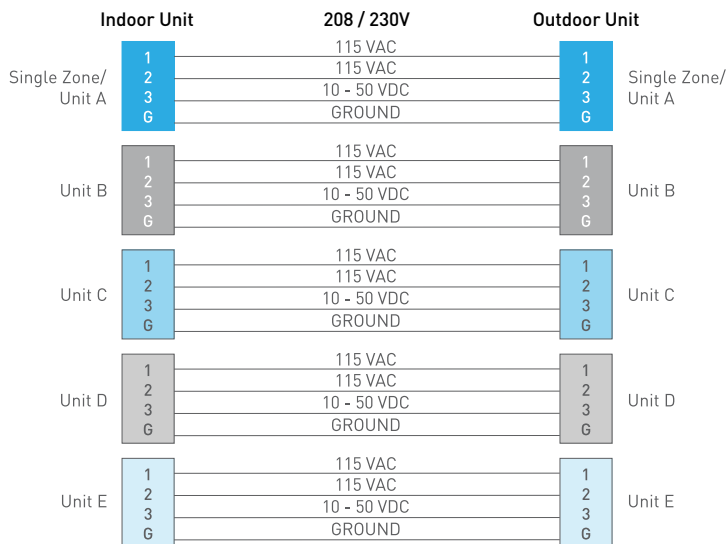 Indoor Unit 208 / 230V Outdoor Unit
Single Zone/
Unit A
1
2
3
G
115 VAC
115 VAC
10 - 50 VDC
GROUND
1
2
3
G
Single Zone/
Unit A
Unit B
1
2
3
G
115 VAC
115 VAC
10 - 50 VDC
GROUND
1
2
3
G
Unit B
Unit C
1
2
3
G
115 VAC
115 VAC
10 - 50 VDC
GROUND
1
2
3
G
Unit C
Unit D
1
2
3
G
115 VAC
115 VAC
10 - 50 VDC
GROUND
1
2
3
G
Unit D
Unit E
1
2
3
G
115 VAC
115 VAC
10 - 50 VDC
GROUND
1
2
3
G
Unit E